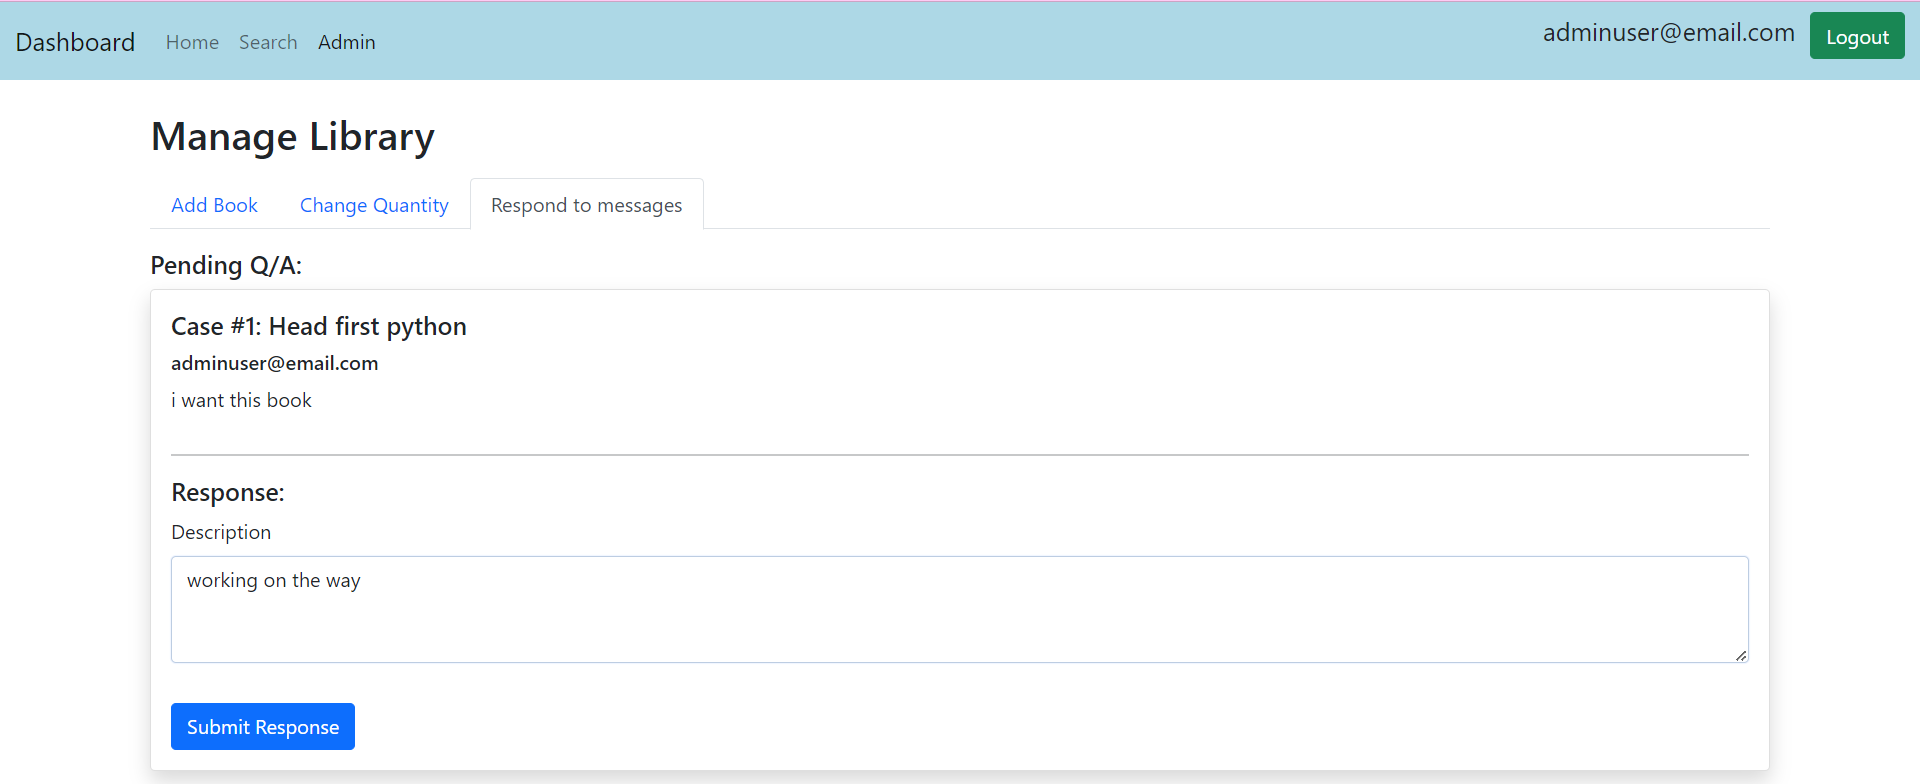 Dashboard Home Search Admin adminuser@email.com Logout
Manage Library
Add Book Change Quantity Respond to messages
Pending Q/A:
Case #1: Head first python
adminuser@email.com
i want this book
Response:
Description
working on the way
Submit Response